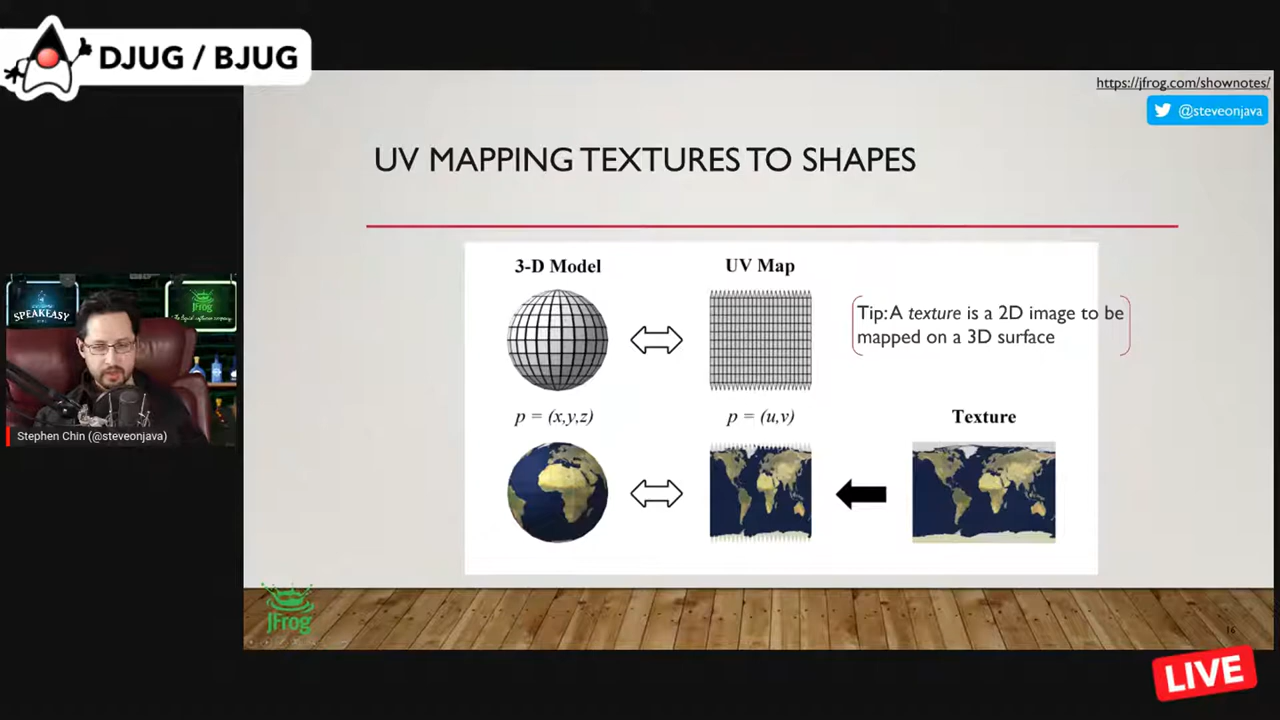 DJUG / BJUG
https://jfrog.com/shownotes/
@steveonjava
UV MAPPING TEXTURES TO SHAPES
3-D Model
UV Map
Tip: A texture is a 2D image to be
mapped on a 3D surface
p = (x,y,z)
p = (u,v)
Texture
SPEAKEASY
JFrog
Stephen Chin (@steveonjava)
JFrog
16
LIVE